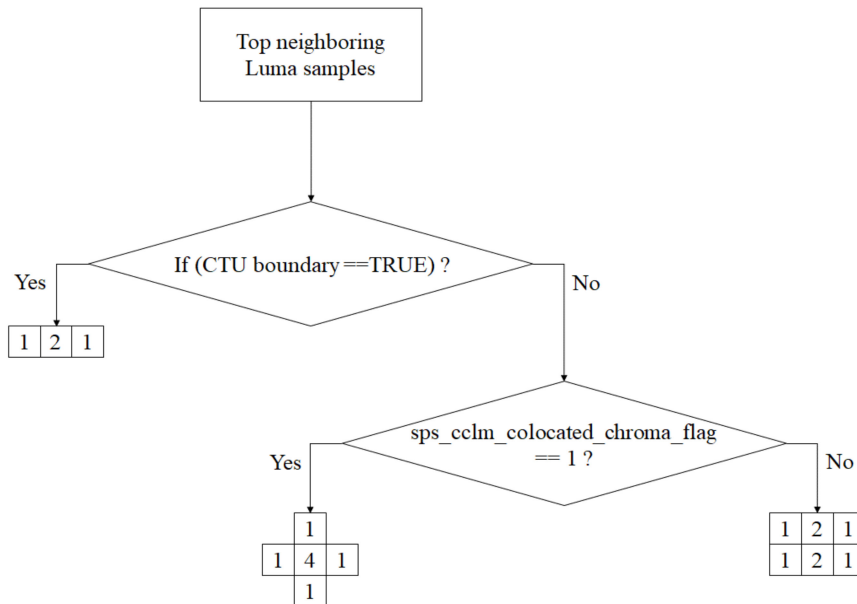 Top neighboring
Luma samples
If (CTU boundary==TRUE) ?
Yes
No
1 2 1
sps_cclm_colocated_chroma_flag
== 1 ?
Yes
No
1
1 4 1
1
1 2 1
1 2 1